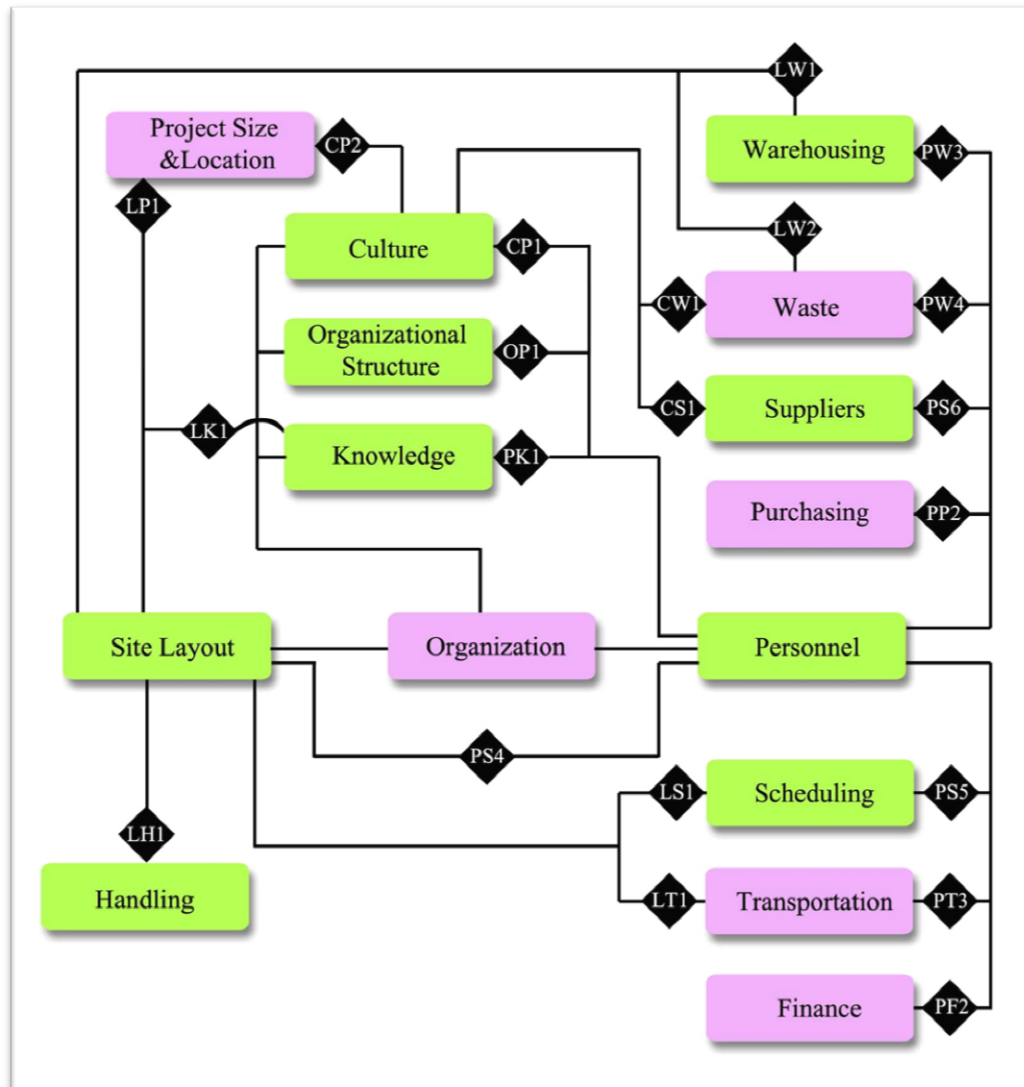 LW1
Project Size
&Location
CP2
Warehousing
PW3
LP1
Culture
CP1
LW2
CW1
Waste
PW4
Organizational
Structure
OP1
CS1
Suppliers
PS6
LK1
Knowledge
PK1
Purchasing
PP2
Site Layout
Organization
Personnel
PS4
LS1
Scheduling
PS5
LH1
Handling
LT1
Transportation
PT3
Finance
PF2